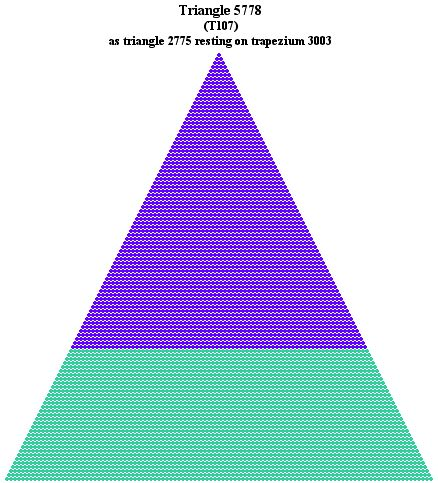 Triangle 5778
(T107)
as triangle 2775 resting on trapezium 3003